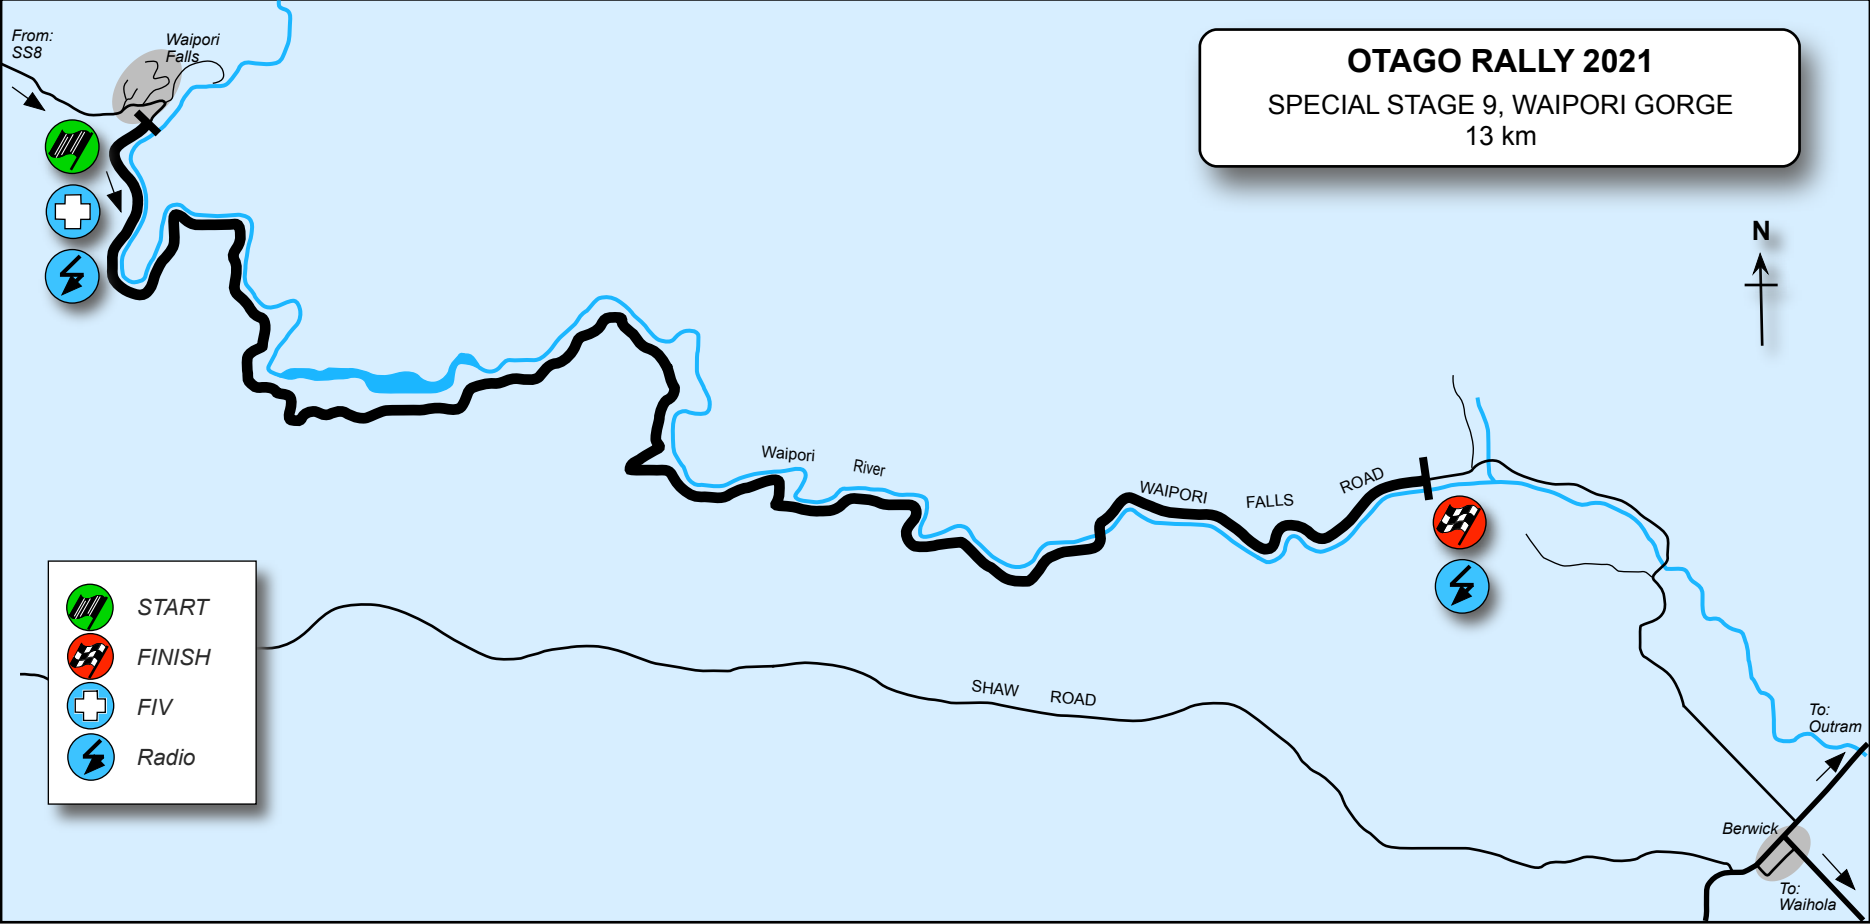 From:
SS8
Waipori
Falls
OTAGO RALLY 2021
SPECIAL STAGE 9, WAIPORI GORGE
13 km
N
Waipori River
WAIPORI FALLS ROAD
START
FINISH
FIV
Radio
SHAW ROAD
To:
Outram
Berwick
To:
Waihola